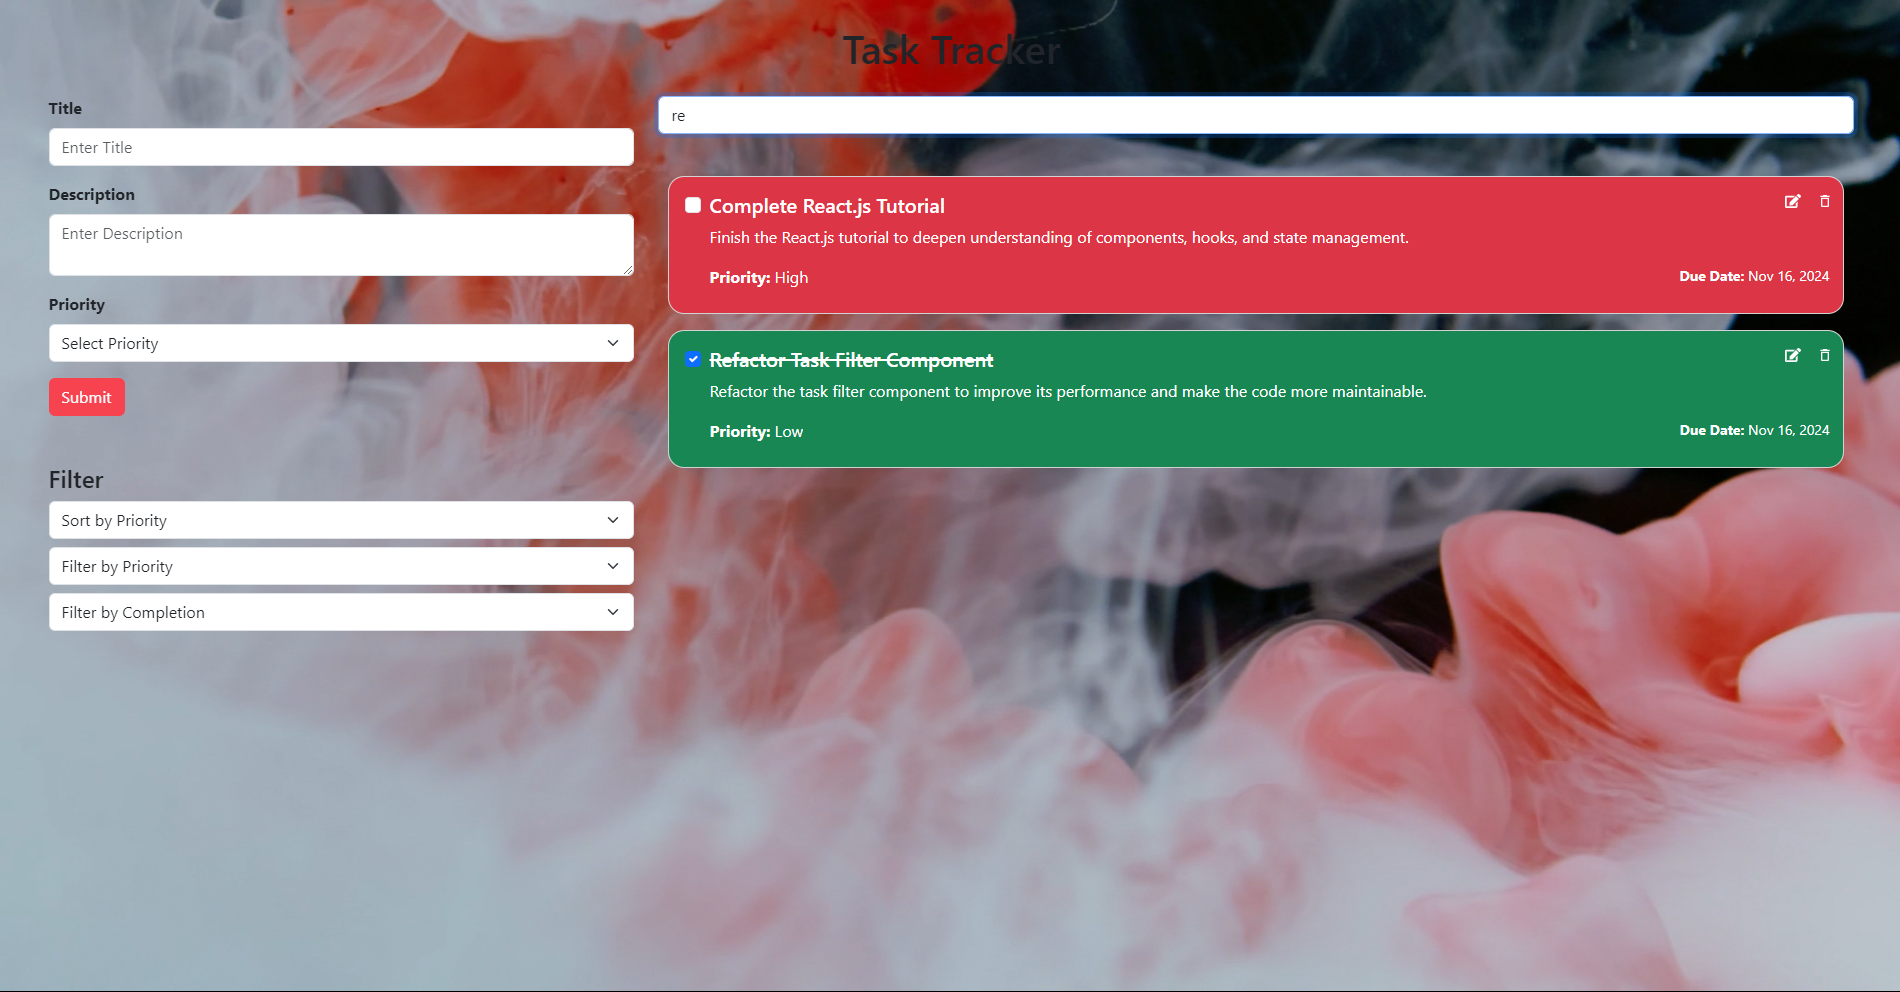 Task Tracker
Title
Enter Title
Description
Enter Description
Priority
Select Priority
Submit
Filter
Sort by Priority
Filter by Priority
Filter by Completion
re
Complete React.js Tutorial
Finish the React.js tutorial to deepen understanding of components, hooks, and state management.
Priority: High
Due Date: Nov 16, 2024
Refactor Task Filter Component
Refactor the task filter component to improve its performance and make the code more maintainable.
Priority: Low
Due Date: Nov 16, 2024